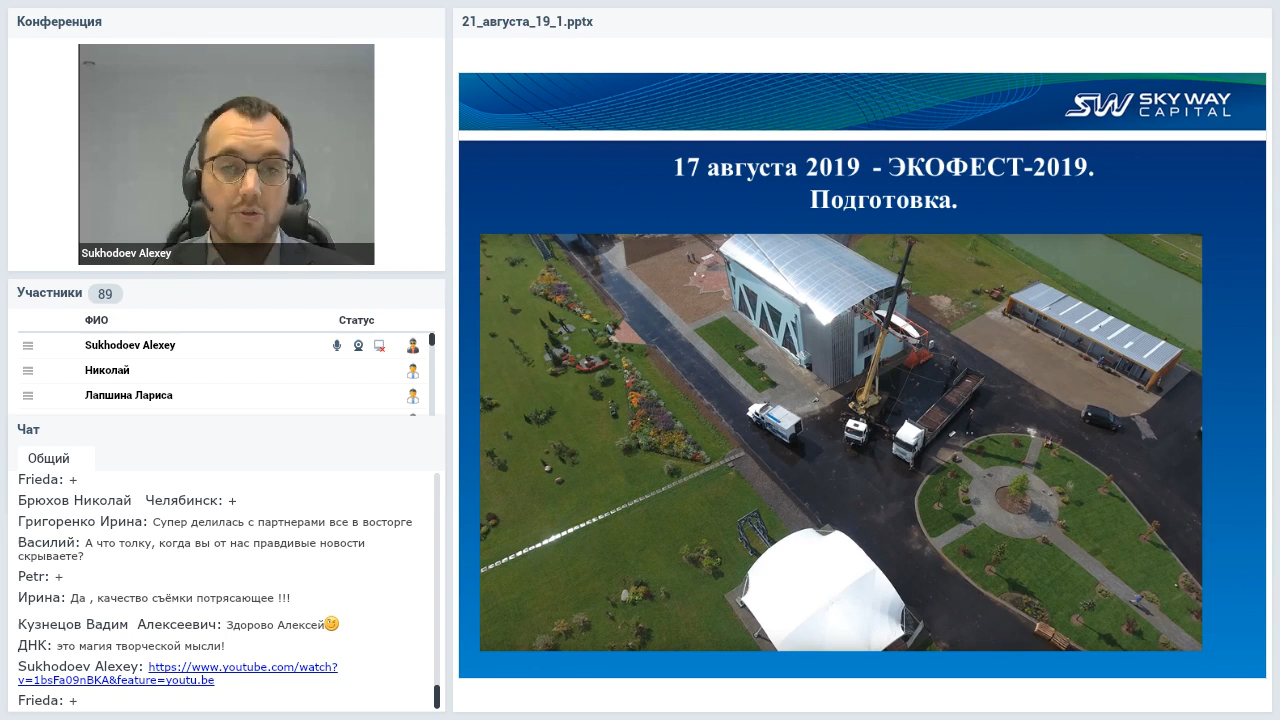 Конференция
Sukhodoev Alexey
Участники 89
ФИО Статус
Sukhodoev Alexey
Николай
Лапшина Лариса
Чат
Общий
Frieda: +
Брюхов Николай Челябинск: +
Григоренко Ирина: Супер делилась с партнерами все в восторге
Василий: А что толку, когда вы от нас правдивые новости
скрываете?
Petr: +
Ирина: Да , качество съёмки потрясающее !!!
Кузнецов Вадим Алексеевич: Здорово Алексей
ДНК: это магия творческой мысли!
Sukhodoev Alexey: https://www.youtube.com/watch?
v=1bsFa09nBKA&feature=youtu.be
Frieda: +
21_августа_19_1.pptx
SW SKY WAY
CAPITAL
17 августа 2019 - ЭКОФЕСТ-2019.
Подготовка.